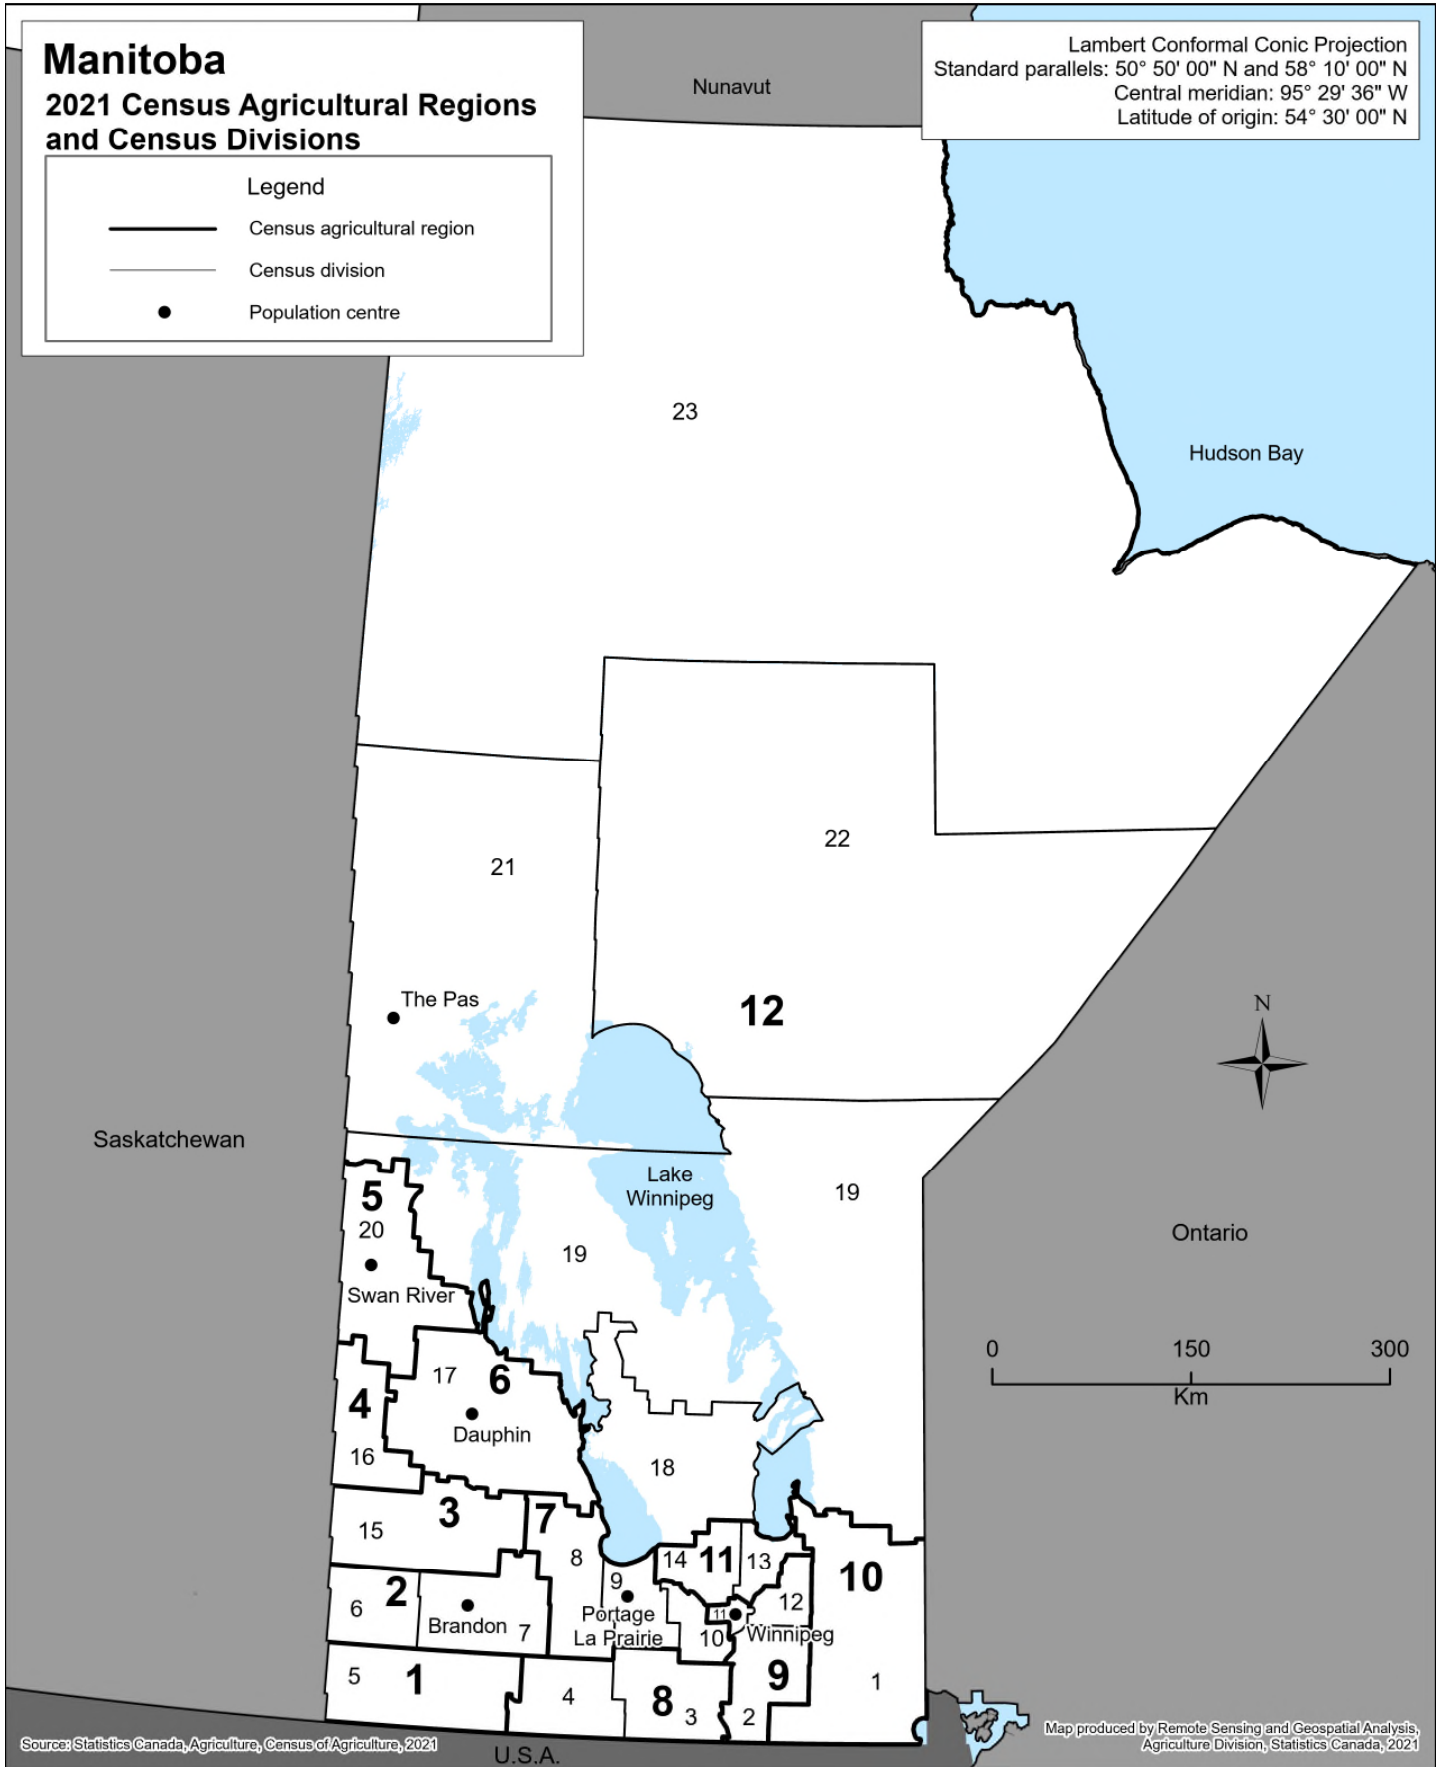 Manitoba
2021 Census Agricultural Regions
and Census Divisions
Legend
Census agricultural region
Census division
Population centre
Nunavut
Lambert Conformal Conic Projection
Standard parallels: 50° 50' 00" N and 58° 10' 00" N
Central meridian: 95° 29' 36" W
Latitude of origin: 54° 30' 00" N
23
Hudson Bay
22
21
The Pas
12
N
Saskatchewan
Lake
Winnipeg
19
5
20
Ontario
19
Swan River
0 150 300
Km
17
6
4
Dauphin
16
18
3
7
15
8
14
11
13
10
9
2
6
Brandon
7
Portage
La Prairie
11
12
10
Winnipeg
5
1
4
8
3
9
2
1
Source: Statistics Canada, Agriculture, Census of Agriculture, 2021
U.S.A.
Map produced by Remote Sensing and Geospatial Analysis,
Agriculture Division, Statistics Canada, 2021